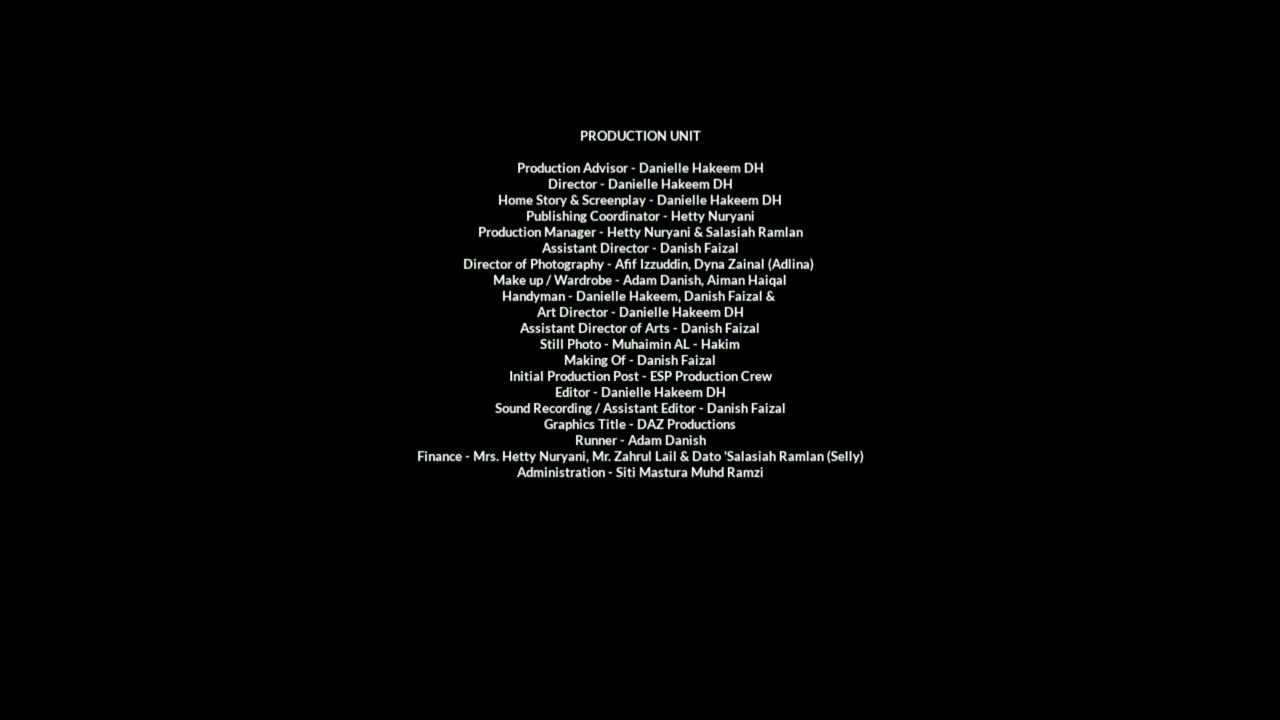 PRODUCTION UNIT
Production Advisor - Danielle Hakeem DH
Director - Danielle Hakeem DH
Home Story & Screenplay - Danielle Hakeem DH
Publishing Coordinator - Hetty Nuryani
Production Manager - Hetty Nuryani & Salasiah Ramlan
Assistant Director - Danish Faizal
Director of Photography - Afif Izzuddin, Dyna Zainal (Adlina)
Make up / Wardrobe - Adam Danish, Aiman Haiqal
Handyman - Danielle Hakeem, Danish Faizal &
Art Director - Danielle Hakeem DH
Assistant Director of Arts - Danish Faizal
Still Photo - Muhaimin AL - Hakim
Making Of - Danish Faizal
Initial Production Post - ESP Production Crew
Editor - Danielle Hakeem DH
Sound Recording / Assistant Editor - Danish Faizal
Graphics Title - DAZ Productions
Runner - Adam Danish
Finance - Mrs. Hetty Nuryani, Mr. Zahrul Lail & Dato 'Salasiah Ramlan (Selly)
Administration - Siti Mastura Muhd Ramzi